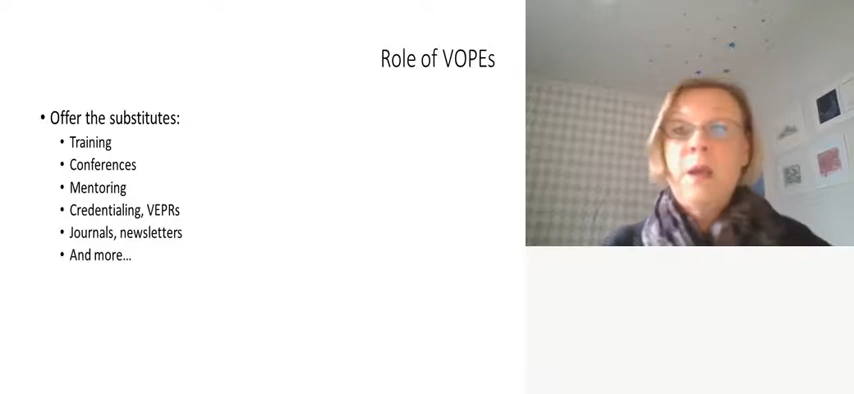 Role of VOPEs
• Offer the substitutes:
• Training
• Conferences
• Mentoring
• Credentialing, VEPRs
• Journals, newsletters
• And more...